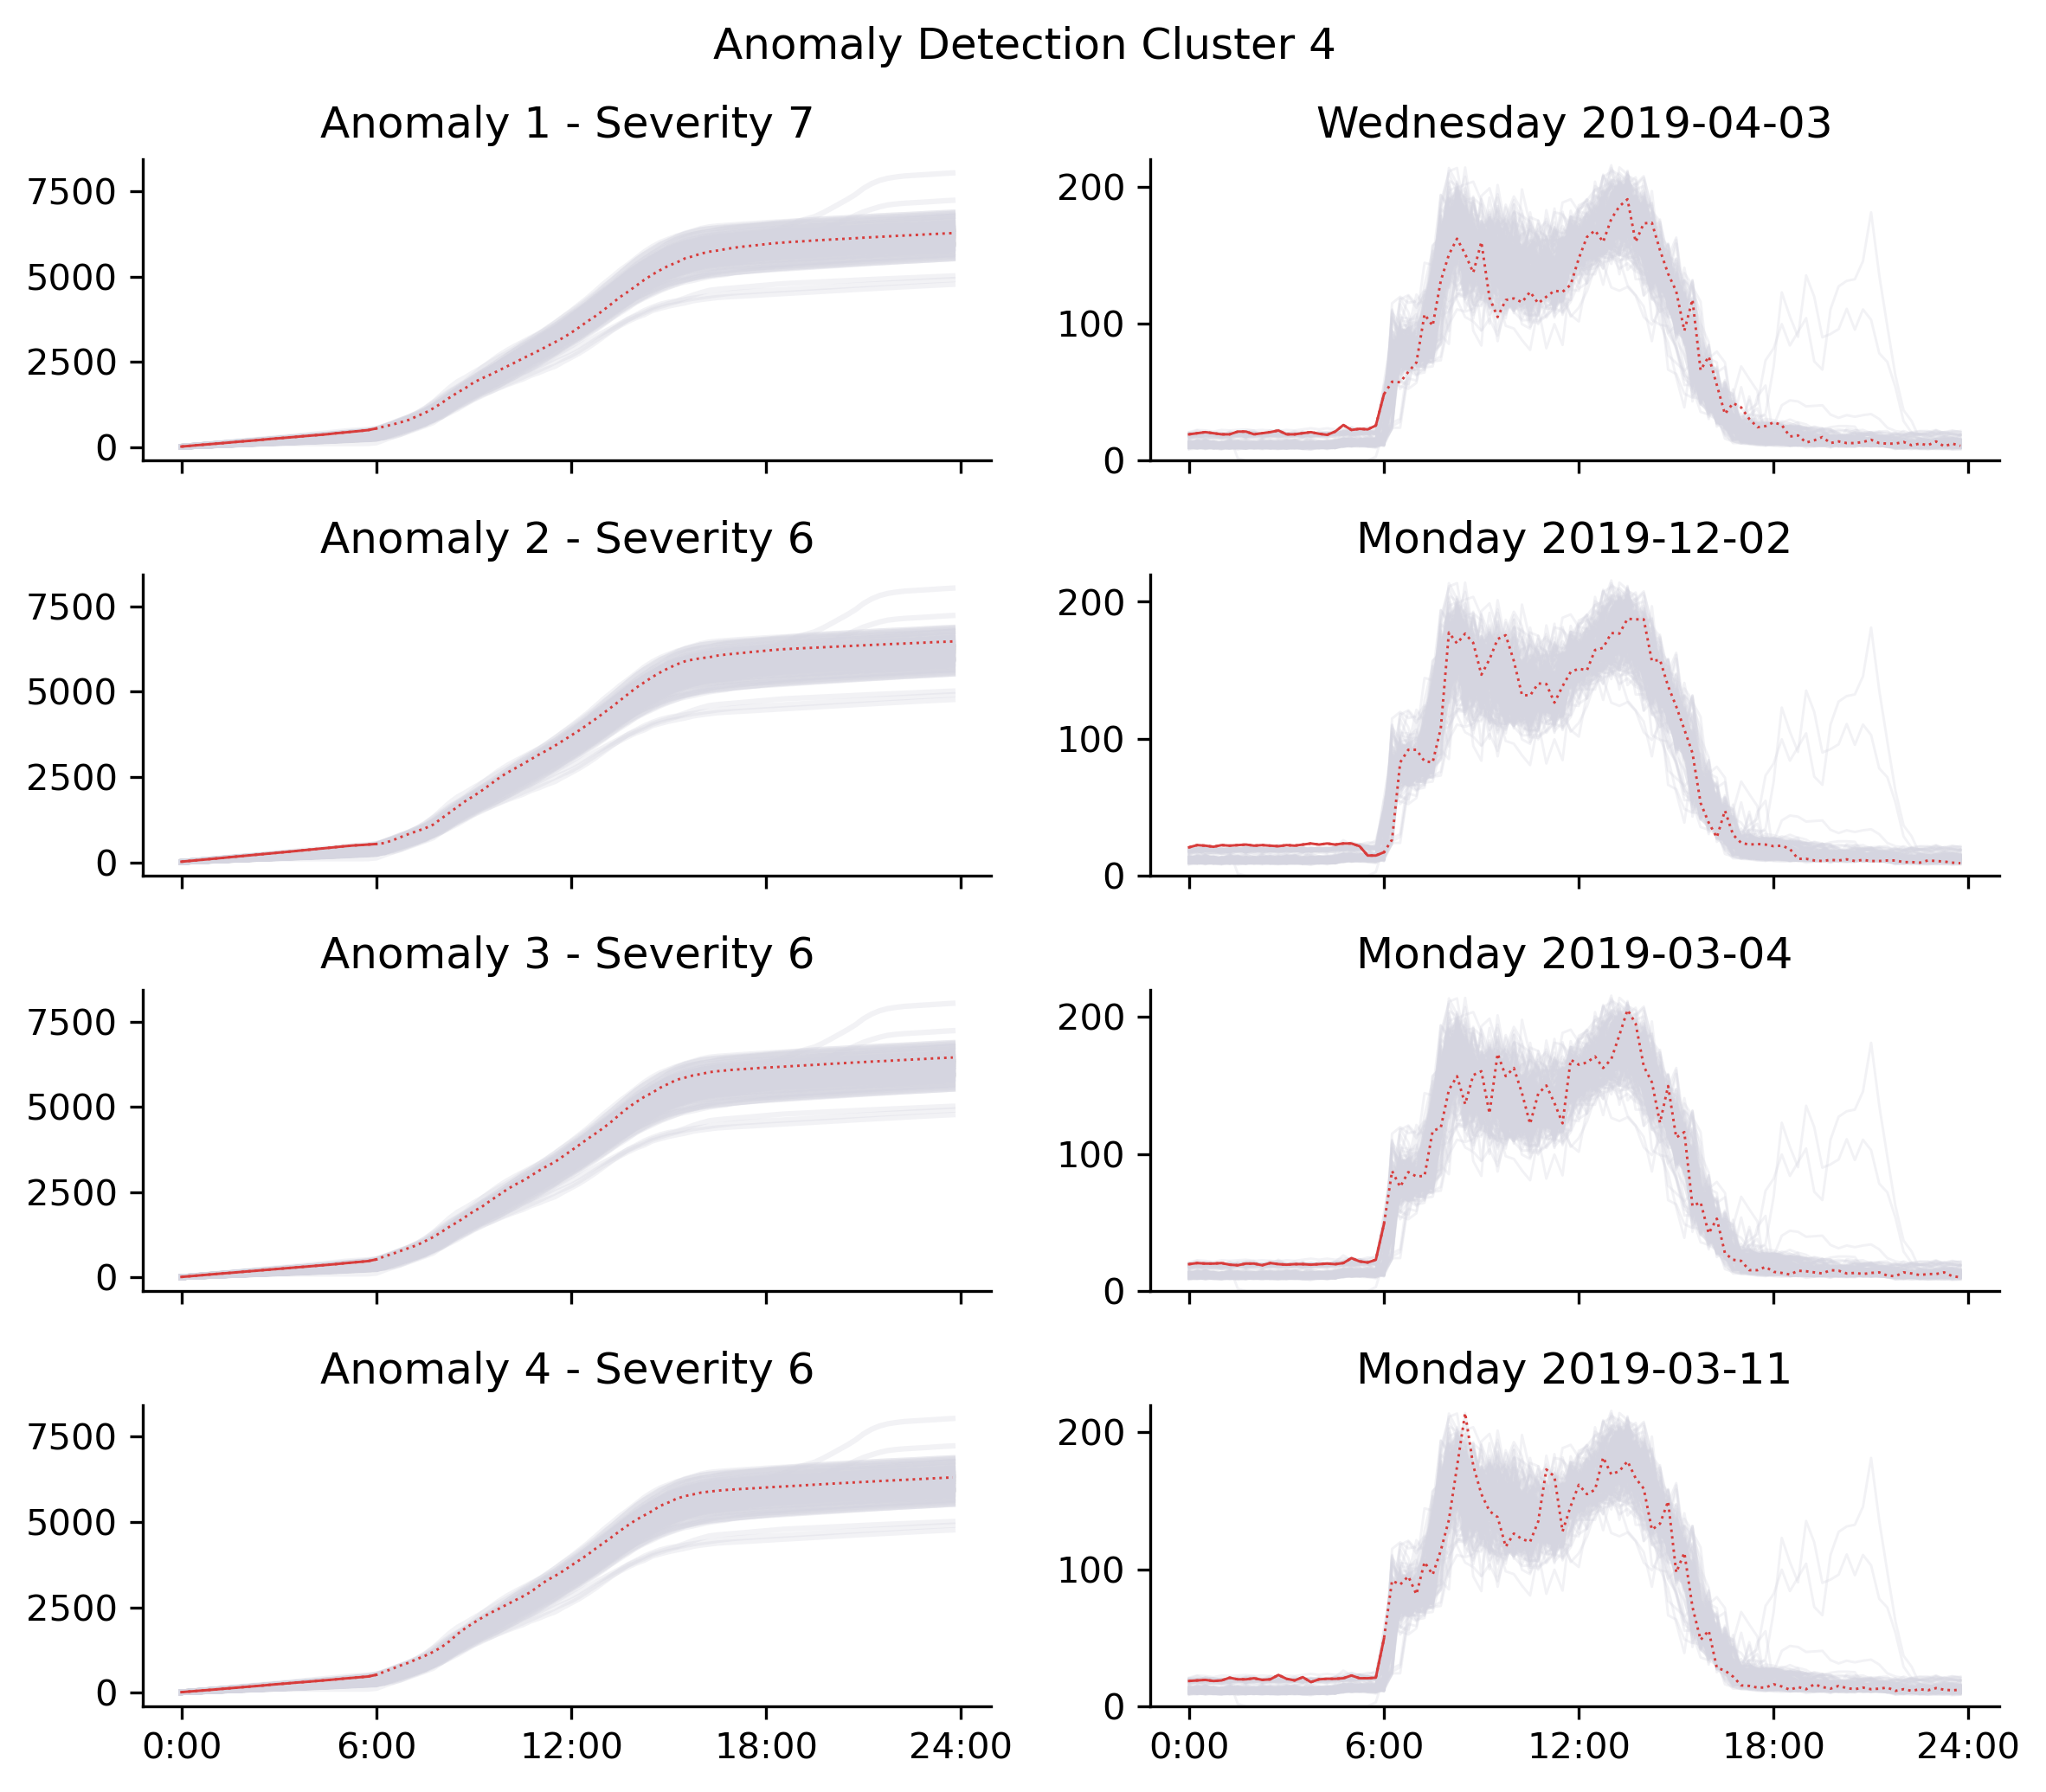 Anomaly Detection Cluster 4
Anomaly 1 - Severity 7
7500
5000
2500
0
Wednesday 2019-04-03
200
100
0
Anomaly 2 - Severity 6
7500
5000
2500
0
Monday 2019-12-02
200
100
0
Anomaly 3 - Severity 6
7500
5000
2500
0
Monday 2019-03-04
200
100
0
Anomaly 4 - Severity 6
7500
5000
2500
0
0:00 6:00 12:00 18:00 24:00
Monday 2019-03-11
200
100
0
0:00 6:00 12:00 18:00 24:00